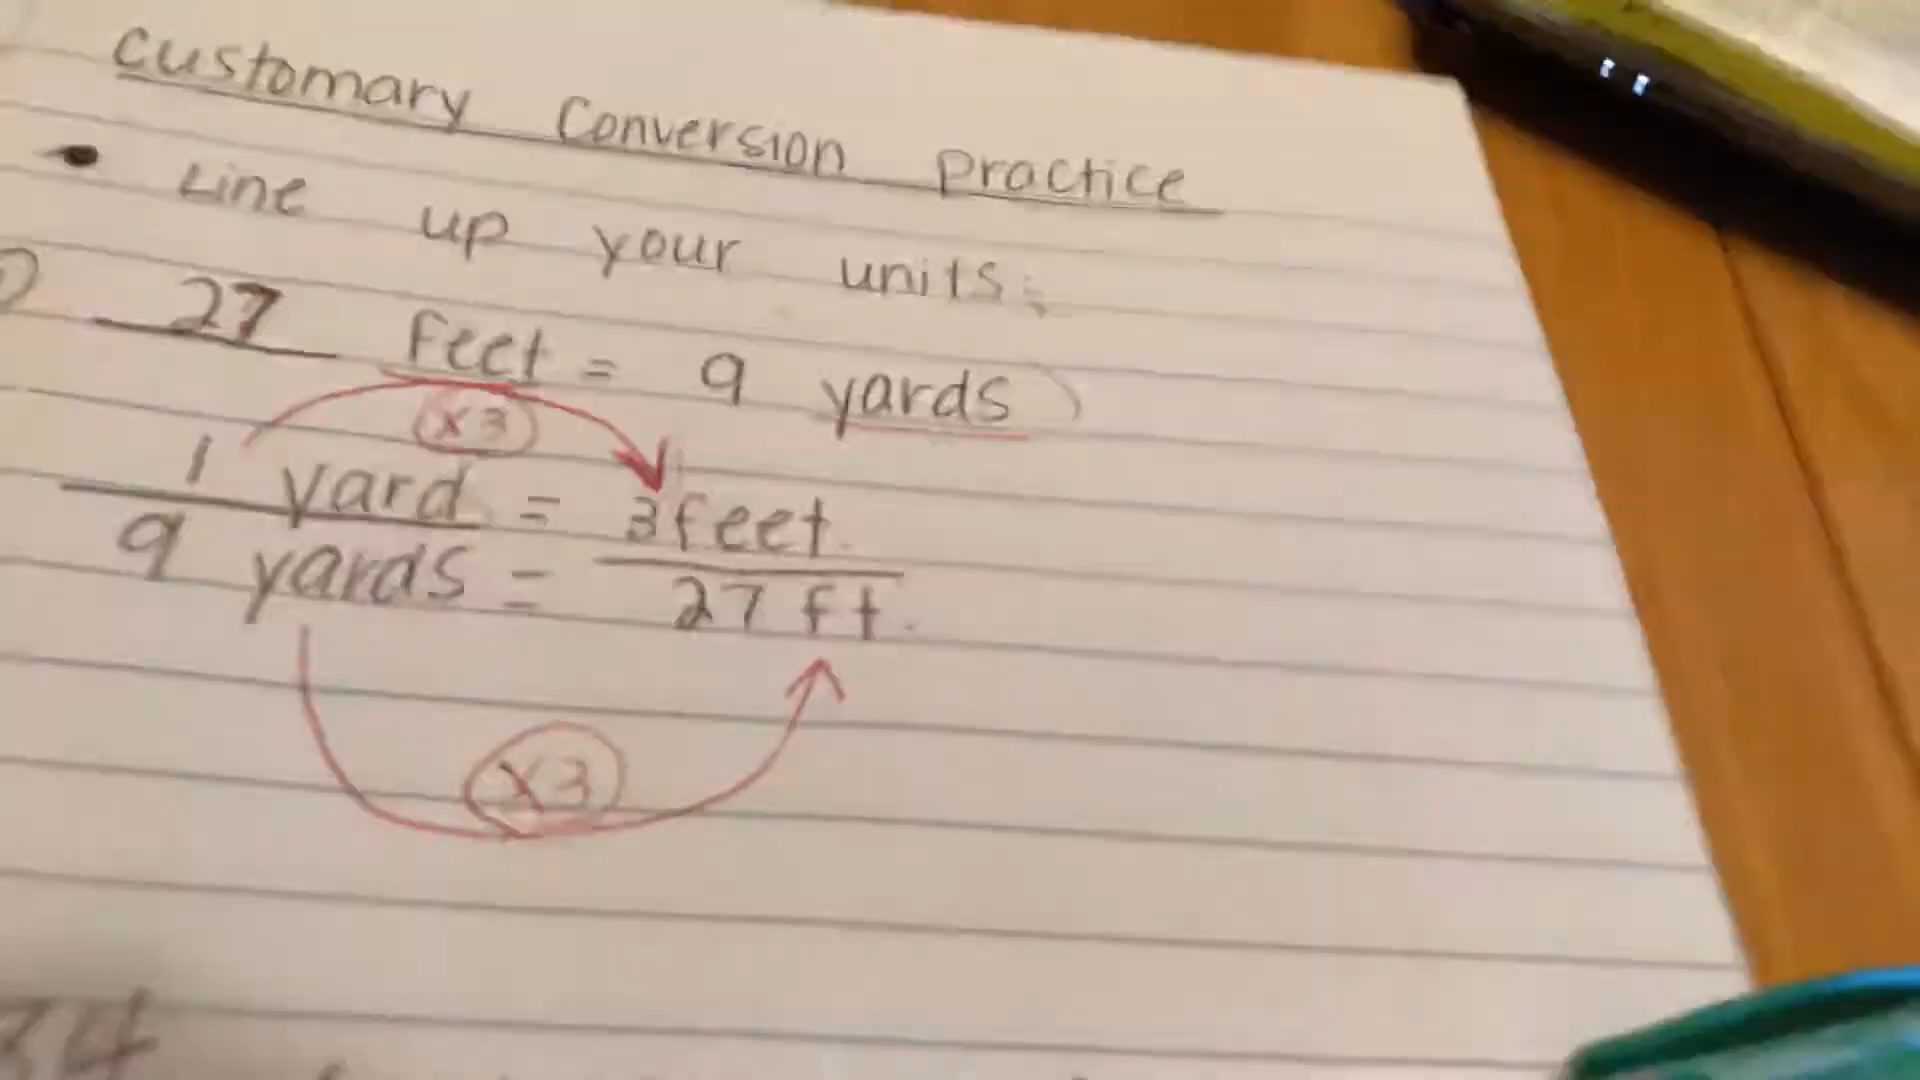 Customary Conversion Practice
• Line up your units:
27 feet = 9 yards
x3
1 yard = 3 feet
9 yards = 27 ft.
x3